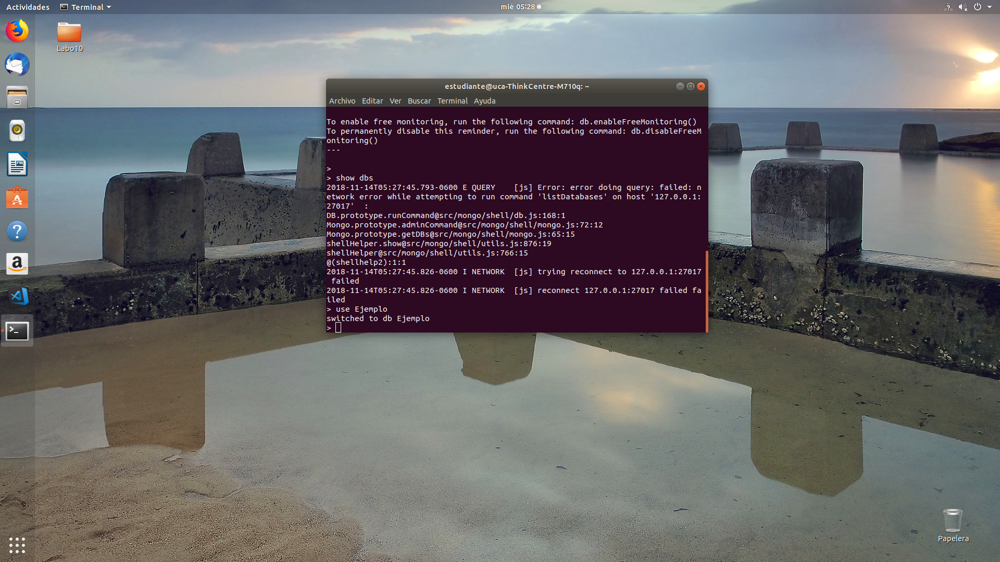 Actividades
Terminal
mié 05:28
Labo10
estudiante@uca-ThinkCentre-M710q: ~
Archivo Editar Ver Buscar Terminal Ayuda
To enable free monitoring, run the following command: db.enableFreeMonitoring()
To permanently disable this reminder, run the following command: db.disableFreeM
onitoring()
---
>
> show dbs
2018-11-14T05:27:45.793-0600 E QUERY    [js] Error: error doing query: failed: n
etwork error while attempting to run command 'listDatabases' on host '127.0.0.1:
27017'  :
DB.prototype.runCommand@src/mongo/shell/db.js:168:1
Mongo.prototype.adminCommand@src/mongo/shell/mongo.js:72:12
Mongo.prototype.getDBs@src/mongo/shell/mongo.js:65:15
shellHelper.show@src/mongo/shell/utils.js:876:19
shellHelper@src/mongo/shell/utils.js:766:15
@(shellhelp2):1:1
2018-11-14T05:27:45.826-0600 I NETWORK  [js] trying reconnect to 127.0.0.1:27017
 failed
2018-11-14T05:27:45.826-0600 I NETWORK  [js] reconnect 127.0.0.1:27017 failed fa
iled
> use Ejemplo
switched to db Ejemplo
>
Papelera